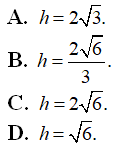 A. h = 2√3.
B. h = 2√6/3.
C. h = 2√6.
D. h = √6.